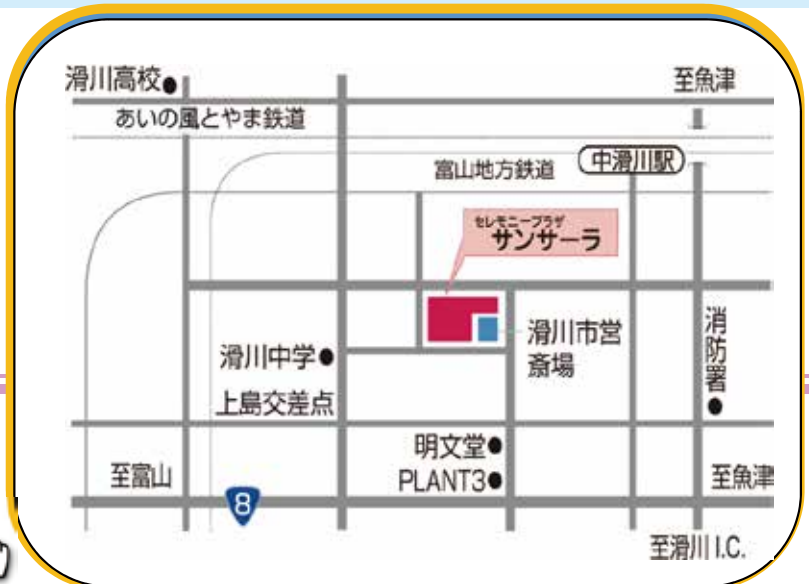 滑川高校
至魚津
あいの風とやま鉄道
富山地方鉄道
中滑川駅
セレモニープラザ
サンサーラ
滑川市営
斎場
消防署
滑川中学
上島交差点
明文堂
PLANT3
至富山
8
至魚津
至滑川 I.C.